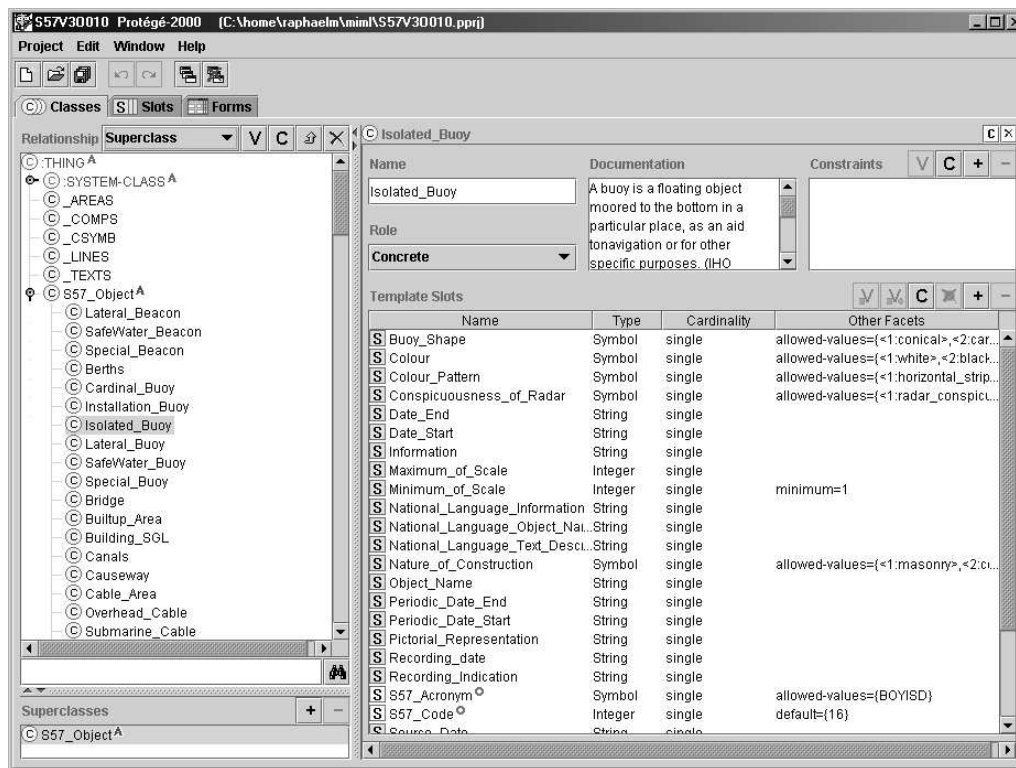 S57V30010 Protégé-2000 (C:\home\raphaelm\miml\S57V30010.pprj)
Project Edit Window Help
C Classes S Slots Forms
Relationship Superclass V C
C :THING A
C :SYSTEM-CLASS A
C _AREAS
C _COMPS
C _CSYMB
C _LINES
C _TEXTS
C S57_Object A
C Lateral_Beacon
C SafeWater_Beacon
C Special_Beacon
C Berths
C Cardinal_Buoy
C Installation_Buoy
C Isolated_Buoy
C Lateral_Buoy
C SafeWater_Buoy
C Special_Buoy
C Bridge
C Builtup_Area
C Building_SGL
C Canals
C Causeway
C Cable_Area
C Overhead_Cable
C Submarine_Cable
Superclasses + −
C S57_Object A
C Isolated_Buoy C ×
Name
Isolated_Buoy
Role
Concrete
Documentation
A buoy is a floating object
moored to the bottom in a
particular place, as an aid
tonavigation or for other
specific purposes. (IHO
Constraints V C + −
Template Slots V V C + −
Name Type Cardinality Other Facets
S Buoy_Shape Symbol single allowed-values={<1:conical>,<2:car...
S Colour Symbol single allowed-values={<1:white>,<2:black...
S Colour_Pattern Symbol single allowed-values={<1:horizontal_strip...
S Conspicuousness_of_Radar Symbol single allowed-values={<1:radar_conspicu...
S Date_End String single
S Date_Start String single
S Information String single
S Maximum_of_Scale Integer single
S Minimum_of_Scale Integer single minimum=1
S National_Language_Information String single
S National_Language_Object_Nai...String single
S National_Language_Text_Descri...String single
S Nature_of_Construction Symbol single allowed-values={<1:masonry>,<2:ci...
S Object_Name String single
S Periodic_Date_End String single
S Periodic_Date_Start String single
S Pictorial_Representation String single
S Recording_date String single
S Recording_Indication String single
S S57_Acronym Symbol single allowed-values={BOYISD}
S S57_Code Integer single default={16}
S Source_Date String single